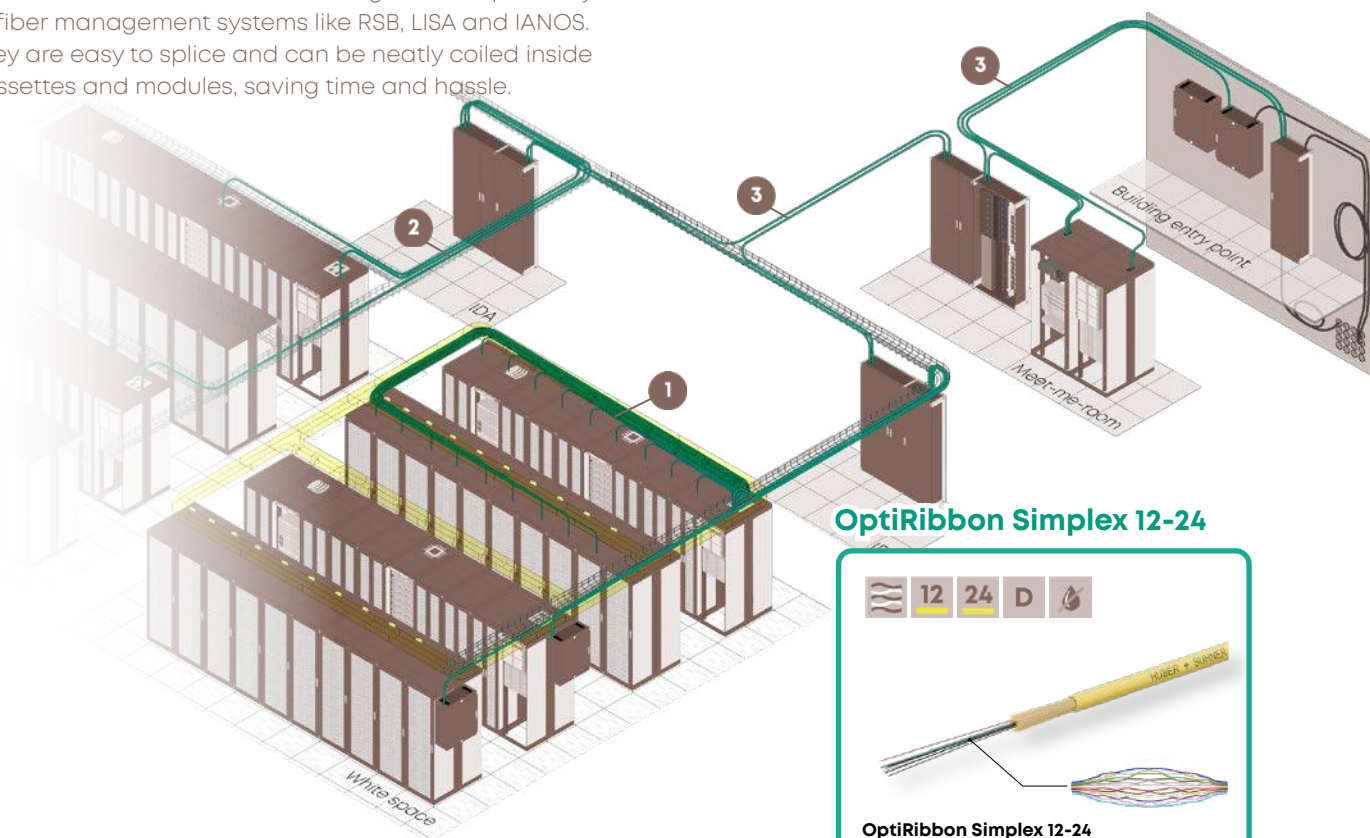 fiber management systems like RSB, LISA and IANOS.
ey are easy to splice and can be neatly coiled inside
ssettes and modules, saving time and hassle.
3
Building entry point
3
2
IDA
Meet-me-room
1
OptiRibbon Simplex 12-24
12 24 D
HUBER + SUHNER
White space
OptiRibbon Simplex 12-24